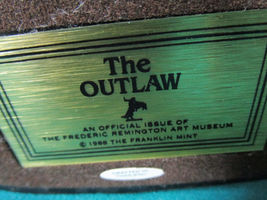 The
OUTLAW
AN OFFICIAL ISSUE OF
THE FREDERIC REMINGTON ART MUSEUM
© 1988 THE FRANKLIN MINT